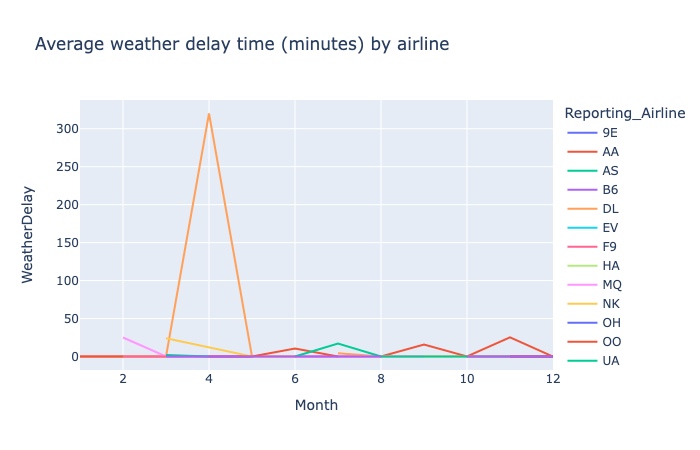 Average weather delay time (minutes) by airline
Reporting_Airline
9E
AA
AS
B6
DL
EV
F9
HA
MQ
NK
OH
OO
UA
WeatherDelay
300
250
200
150
100
50
0
2
4
6
8
10
12
Month